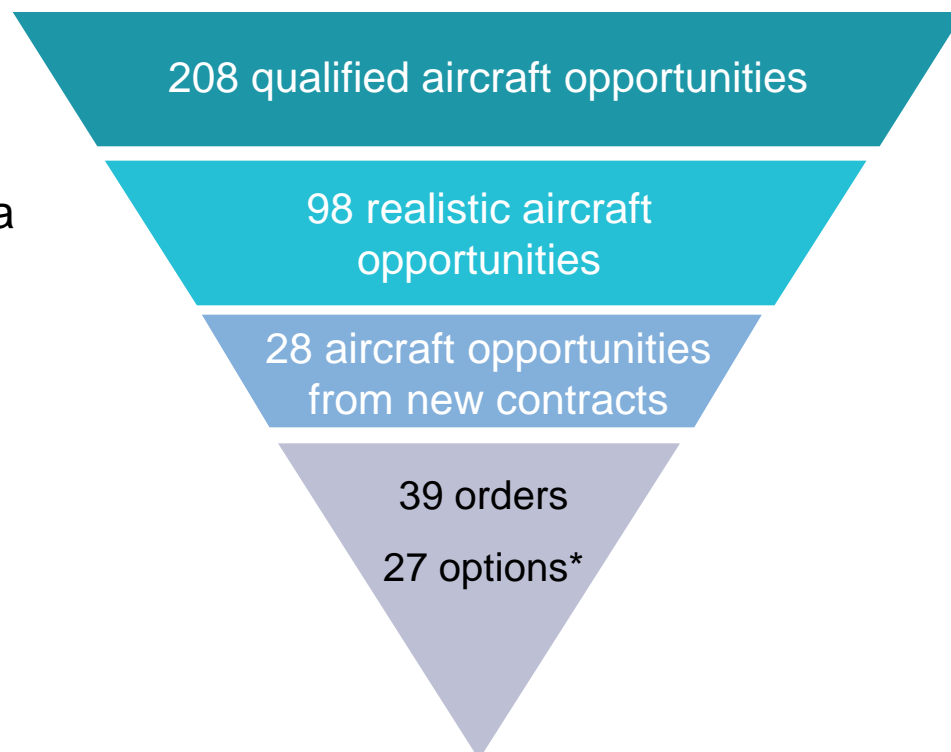 208 qualified aircraft opportunities
a
98 realistic aircraft
opportunities
28 aircraft opportunities
from new contracts
39 orders
27 options*